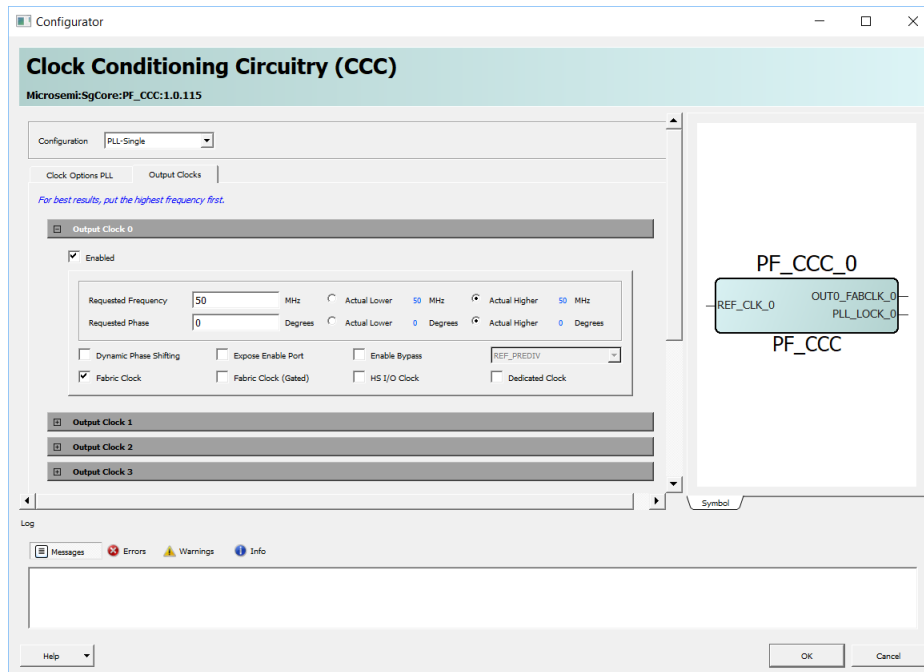 Configurator
Clock Conditioning Circuitry (CCC)
Microsemi:SgCore:PF_CCC:1.0.115
Configuration PLL-Single
Clock Options PLL Output Clocks
For best results, put the highest frequency first.
Output Clock 0
Enabled
Requested Frequency 50 MHz Actual Lower 50 MHz Actual Higher 50 MHz
Requested Phase 0 Degrees Actual Lower 0 Degrees Actual Higher 0 Degrees
Dynamic Phase Shifting Expose Enable Port Enable Bypass REF_PREDIV
Fabric Clock Fabric Clock (Gated) HS I/O Clock Dedicated Clock
Output Clock 1
Output Clock 2
Output Clock 3
PF_CCC_0
REF_CLK_0 OUT0_FABCLK_0
PLL_LOCK_0
PF_CCC
Symbol
Log
Messages Errors Warnings Info
Help OK Cancel